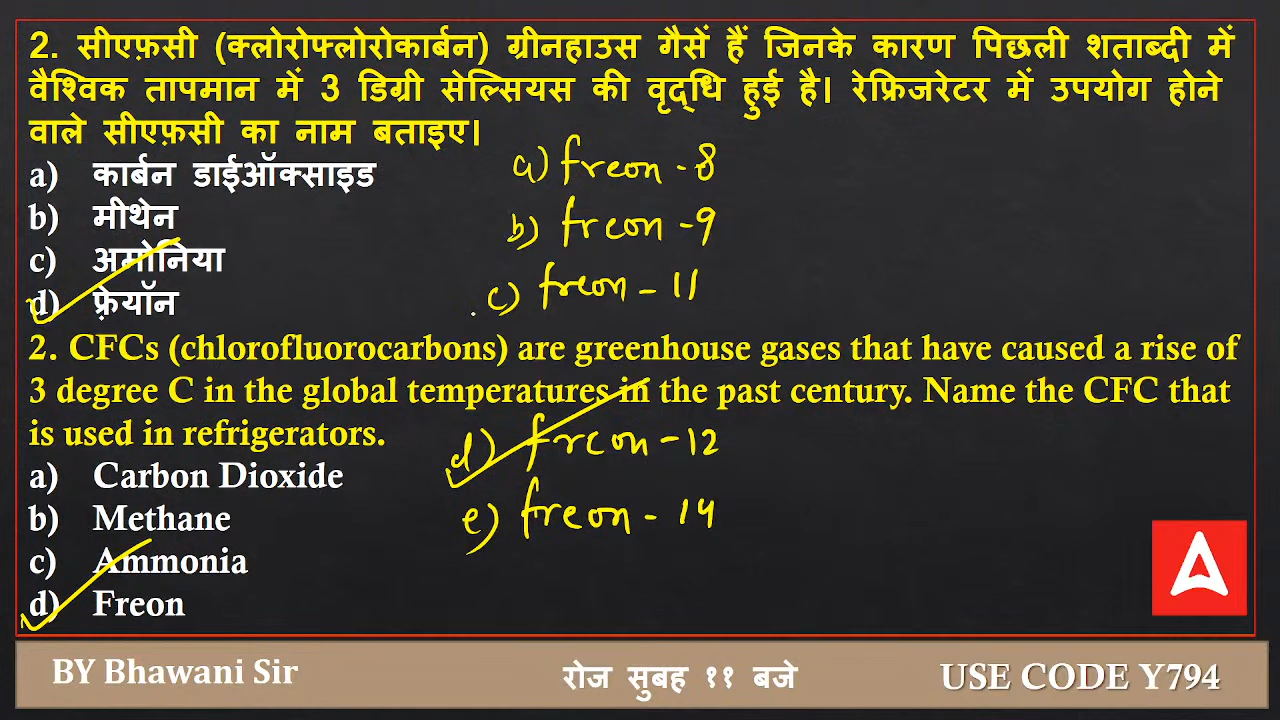 2. सीएफ़सी (क्लोरोफ्लोरोकार्बन) ग्रीनहाउस गैसें हैं जिनके कारण पिछली शताब्दी में
वैश्विक तापमान में 3 डिग्री सेल्सियस की वृद्धि हुई है। रेफ्रिजरेटर में उपयोग होने
वाले सीएफ़सी का नाम बताइए।
a) कार्बन डाईऑक्साइड
b) मीथेन
c) अमोनिया
d) फ़्रेयॉन
a) freon - 8
b) freon - 9
c) freon - 11
2. CFCs (chlorofluorocarbons) are greenhouse gases that have caused a rise of
3 degree C in the global temperatures in the past century. Name the CFC that
is used in refrigerators.
a) Carbon Dioxide
b) Methane
c) Ammonia
d) Freon
d) freon - 12
e) freon - 14
BY Bhawani Sir
रोज सुबह ११ बजे
USE CODE Y794